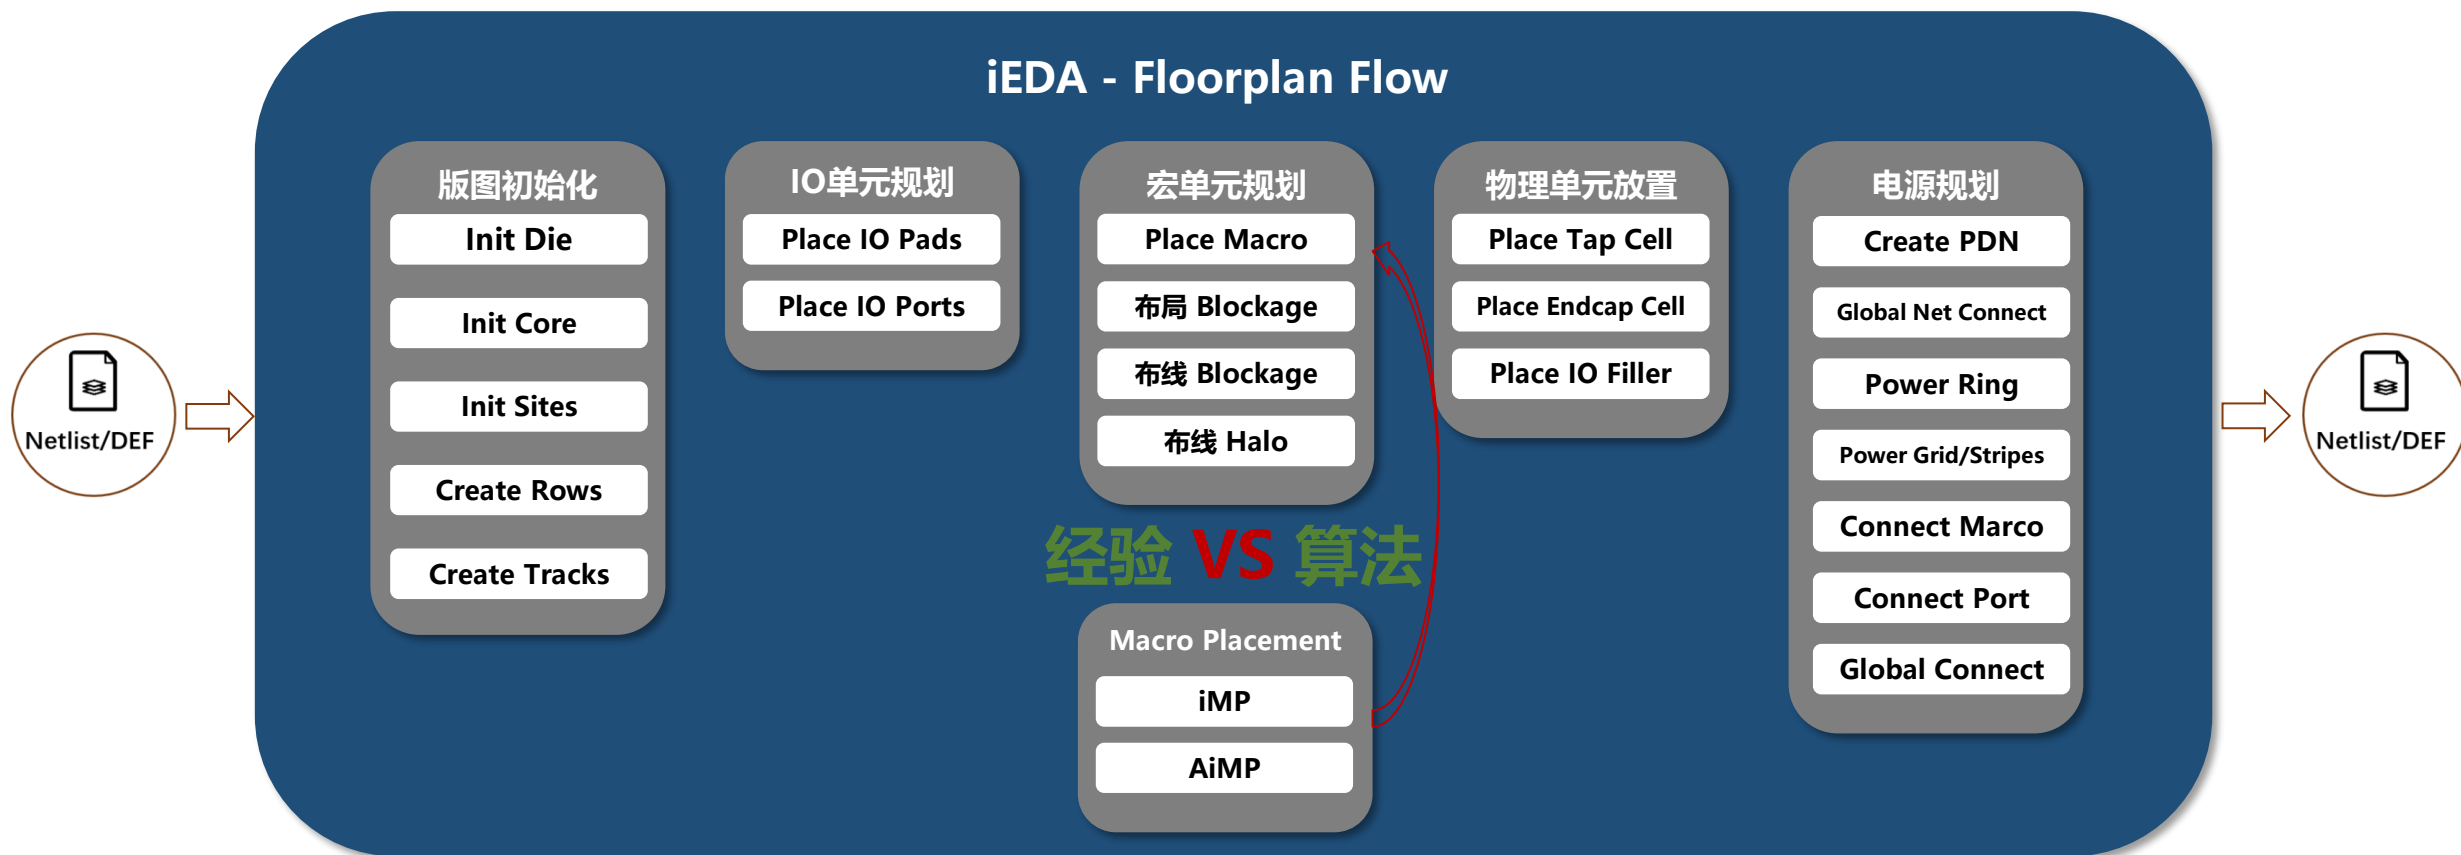 iEDA - Floorplan Flow
Netlist/DEF
版图初始化
Init Die
Init Core
Init Sites
Create Rows
Create Tracks
IO单元规划
Place IO Pads
Place IO Ports
宏单元规划
Place Macro
布局 Blockage
布线 Blockage
布线 Halo
经验 VS 算法
Macro Placement
iMP
AiMP
物理单元放置
Place Tap Cell
Place Endcap Cell
Place IO Filler
电源规划
Create PDN
Global Net Connect
Power Ring
Power Grid/Stripes
Connect Marco
Connect Port
Global Connect
Netlist/DEF